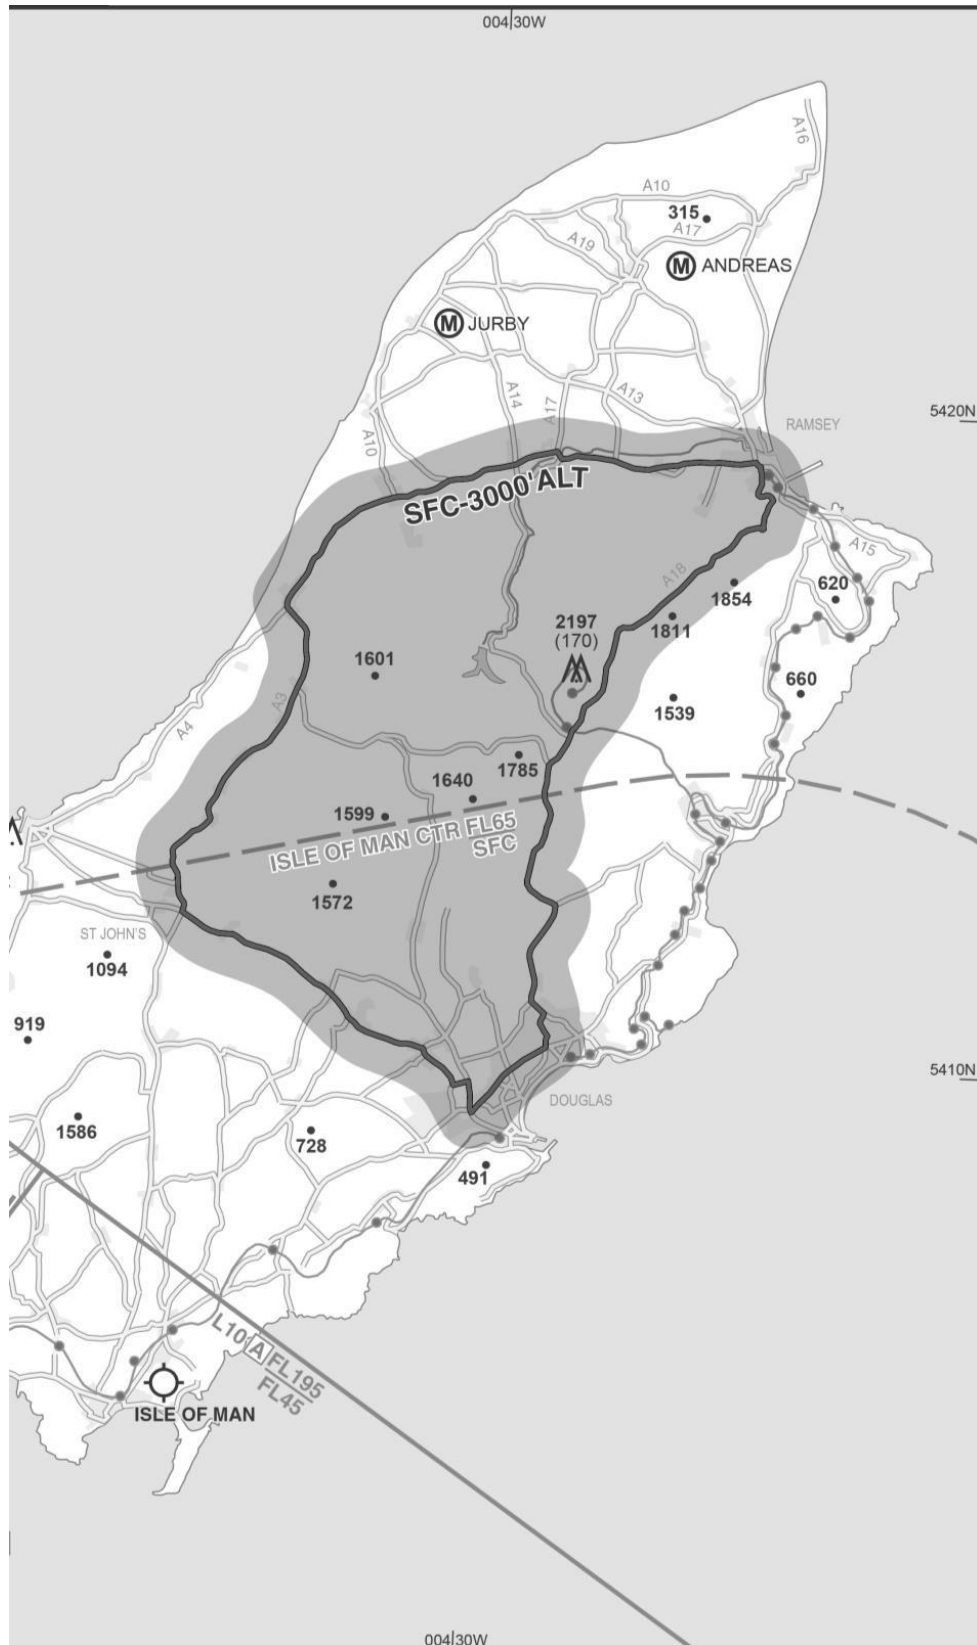 004 30W
A16
A10
315
A17
A19
M ANDREAS
M JURBY
A14
A17
A13
5420N
A10
RAMSEY
SFC-3000' ALT
A15
A18
620
1854
2197
(170)
1811
1601
660
A3
1539
A4
1785
1640
1599
ISLE OF MAN CTR FL65
SFC
1572
ST JOHN'S
1094
919
5410N
DOUGLAS
1586
728
491
L10 A FL195
FL45
ISLE OF MAN
004 30W